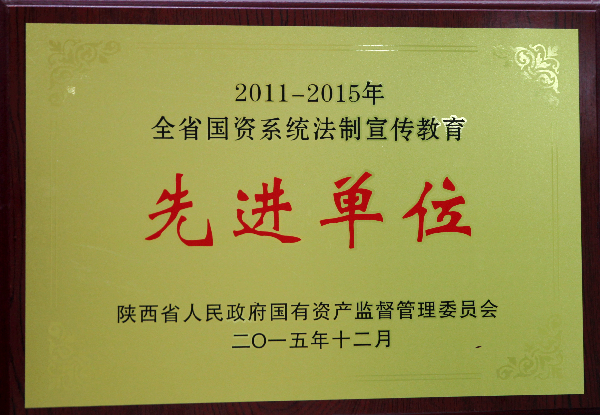 2011-2015年
全省国资系统法制宣传教育
先进单位
陕西省人民政府国有资产监督管理委员会
二〇一五年十二月